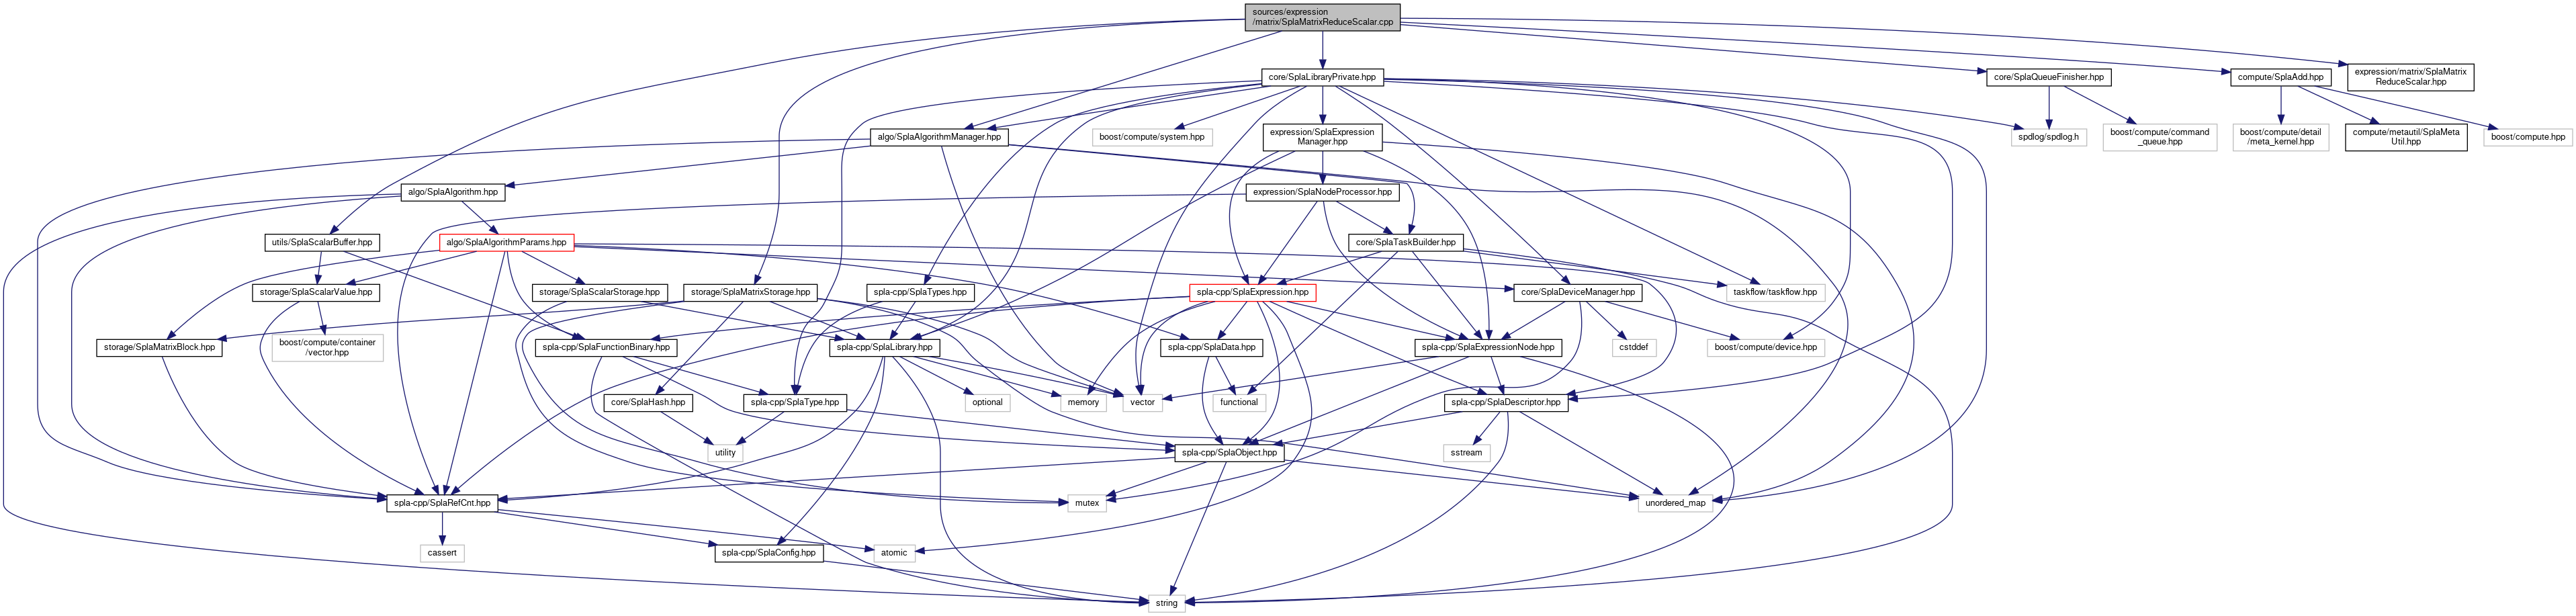 sources/expression
/matrix/SplaMatrixReduceScalar.cpp
core/SplaLibraryPrivate.hpp
core/SplaQueueFinisher.hpp
compute/SplaAdd.hpp
expression/matrix/SplaMatrix
ReduceScalar.hpp
algo/SplaAlgorithmManager.hpp
boost/compute/system.hpp
expression/SplaExpression
Manager.hpp
spdlog/spdlog.h
boost/compute/command
_queue.hpp
boost/compute/detail
/meta_kernel.hpp
compute/metautil/SplaMeta
Util.hpp
boost/compute.hpp
algo/SplaAlgorithm.hpp
expression/SplaNodeProcessor.hpp
utils/SplaScalarBuffer.hpp
algo/SplaAlgorithmParams.hpp
core/SplaTaskBuilder.hpp
storage/SplaScalarValue.hpp
storage/SplaScalarStorage.hpp
storage/SplaMatrixStorage.hpp
spla-cpp/SplaTypes.hpp
spla-cpp/SplaExpression.hpp
core/SplaDeviceManager.hpp
taskflow/taskflow.hpp
storage/SplaMatrixBlock.hpp
boost/compute/container
/vector.hpp
spla-cpp/SplaFunctionBinary.hpp
spla-cpp/SplaLibrary.hpp
spla-cpp/SplaData.hpp
spla-cpp/SplaExpressionNode.hpp
cstddef
boost/compute/device.hpp
core/SplaHash.hpp
spla-cpp/SplaType.hpp
optional
memory
vector
functional
spla-cpp/SplaDescriptor.hpp
utility
spla-cpp/SplaObject.hpp
sstream
spla-cpp/SplaRefCnt.hpp
mutex
unordered_map
cassert
spla-cpp/SplaConfig.hpp
atomic
string